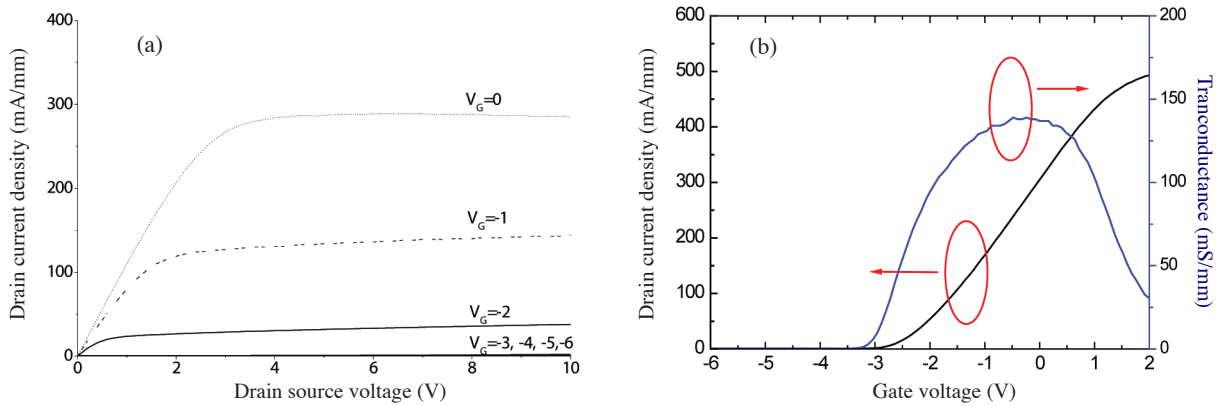 (a)
Drain current density (mA/mm)
400
300
200
100
0
V_G=0
V_G=-1
V_G=-2
V_G=-3, -4, -5,-6
0 2 4 6 8 10
Drain source voltage (V)
(b)
Drain current density (mA/mm)
600
500
400
300
200
100
0
-6 -5 -4 -3 -2 -1 0 1 2
Gate voltage (V)
200
150
100
50
0
Tranconductance (mS/mm)